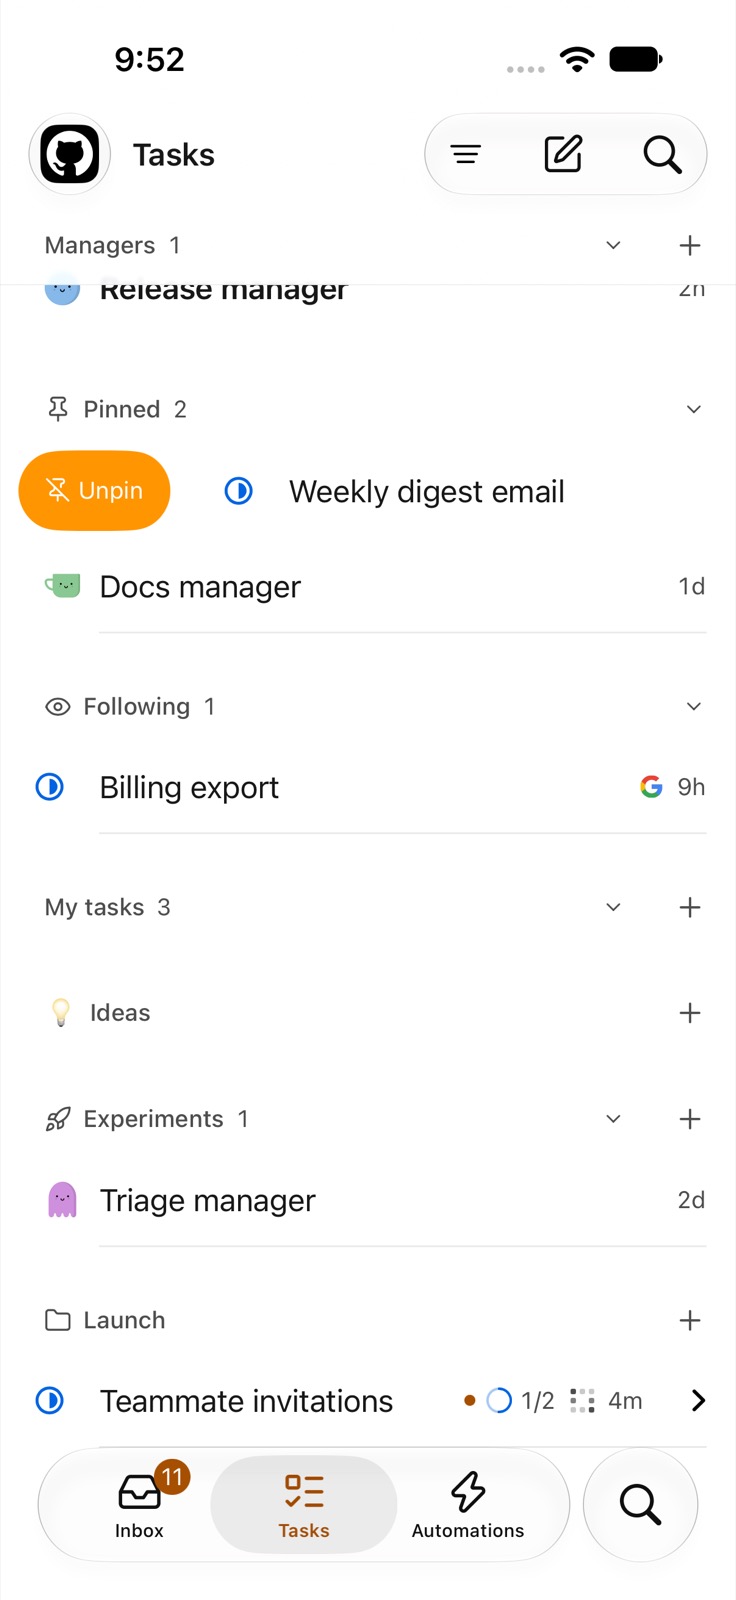 9:52
Tasks
Managers 1
Release manager 2h
Pinned 2
Unpin Weekly digest email
Docs manager 1d
Following 1
Billing export 9h
My tasks 3
Ideas
Experiments 1
Triage manager 2d
Launch
Teammate invitations 1/2 4m
11
Inbox Tasks Automations